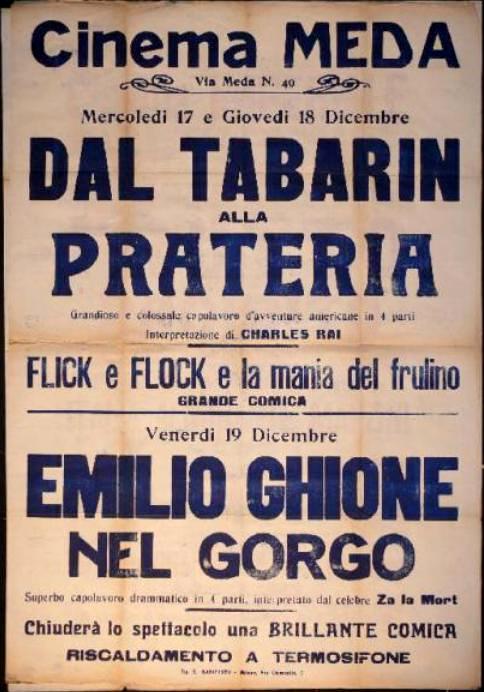 Cinema MEDA
Via Meda N. 40
Mercoledì 17 e Giovedì 18 Dicembre
DAL TABARIN
ALLA
PRATERIA
Grandioso e colossale capolavoro d'avventure americane in 4 parti
Interpretazione di CHARLES RAI
FLICK e FLOCK e la mania del frulino
GRANDE COMICA
Venerdì 19 Dicembre
EMILIO GHIONE
NEL GORGO
Superbo capolavoro drammatico in 4 parti, interpretato dal celebre Za la Mort
Chiuderà lo spettacolo una BRILLANTE COMICA
RISCALDAMENTO A TERMOSIFONE